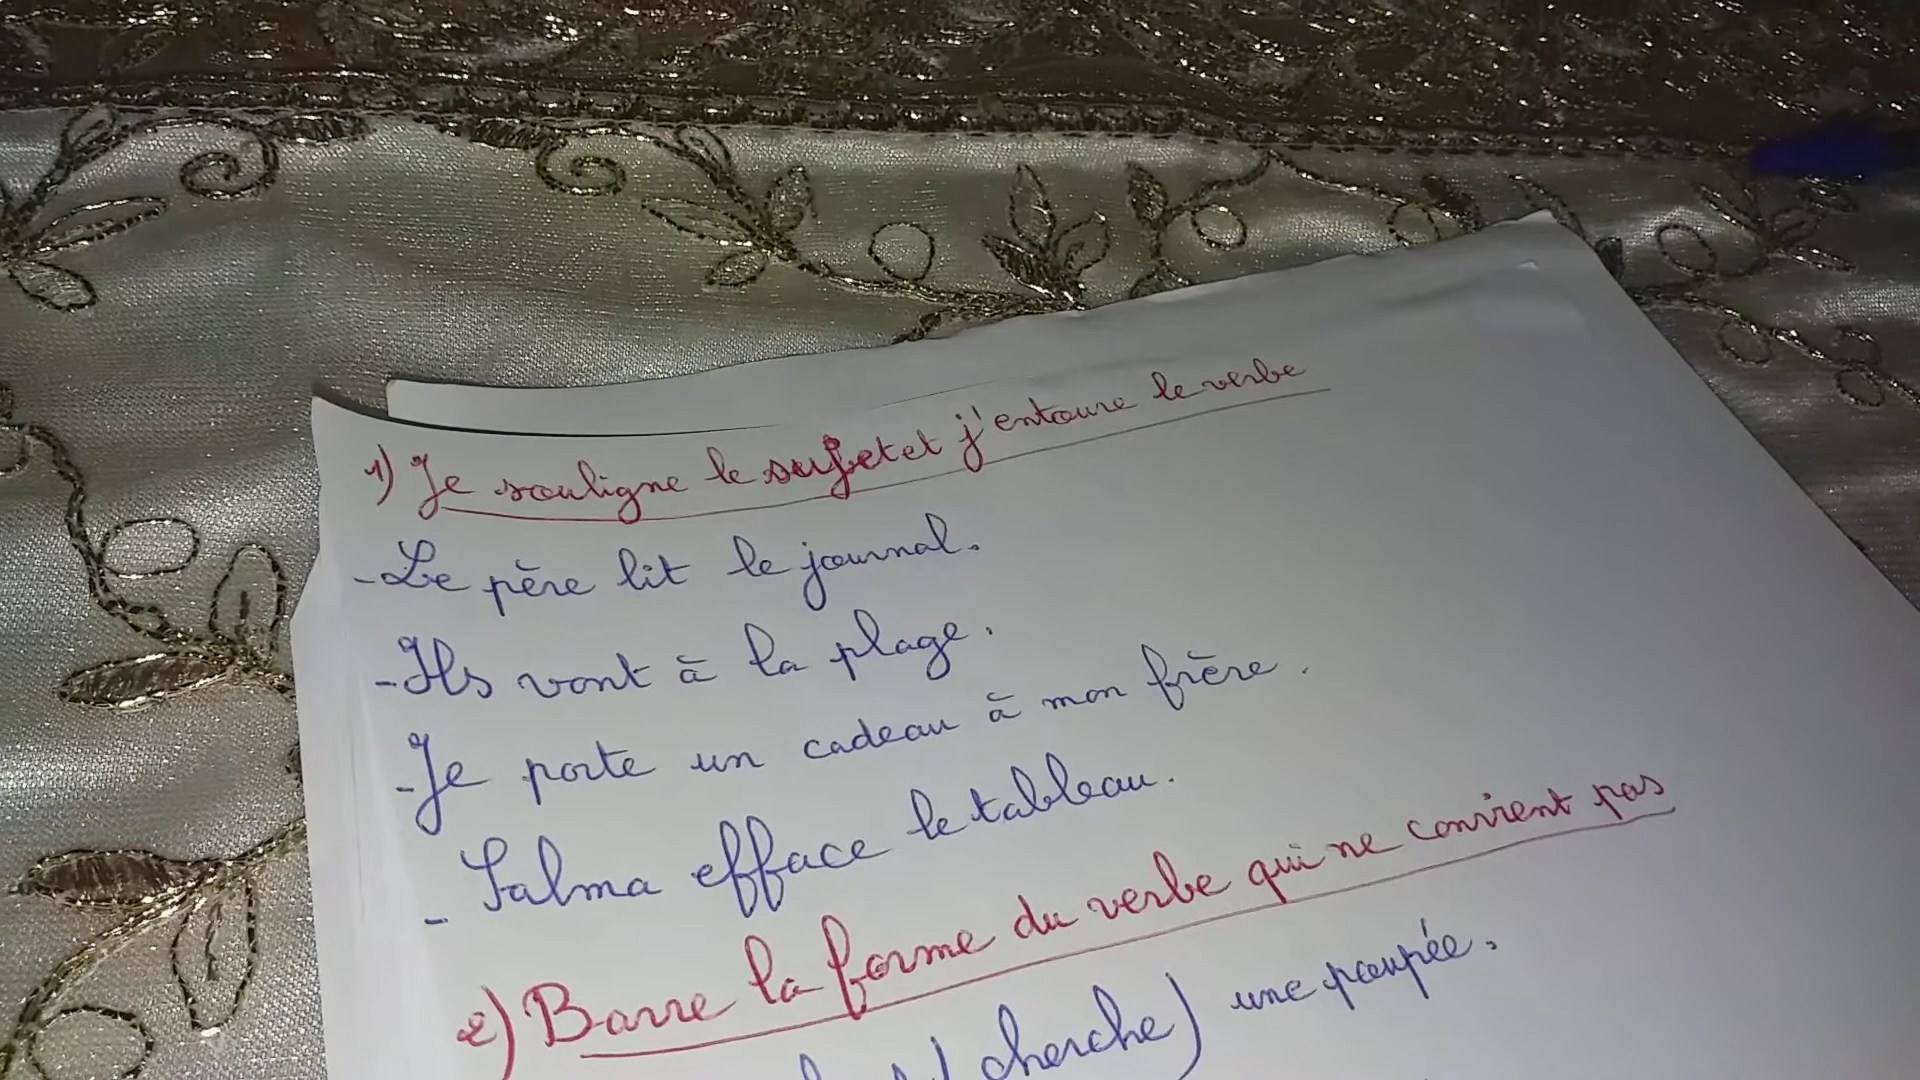 1) Je souligne le sujet et j'entoure le verbe
- Le père lit le journal.
- Ils vont à la plage.
- Je porte un cadeau à mon frère.
- Salma efface le tableau.
2) Barre la forme du verbe qui ne convient pas
cherche) une poupée.